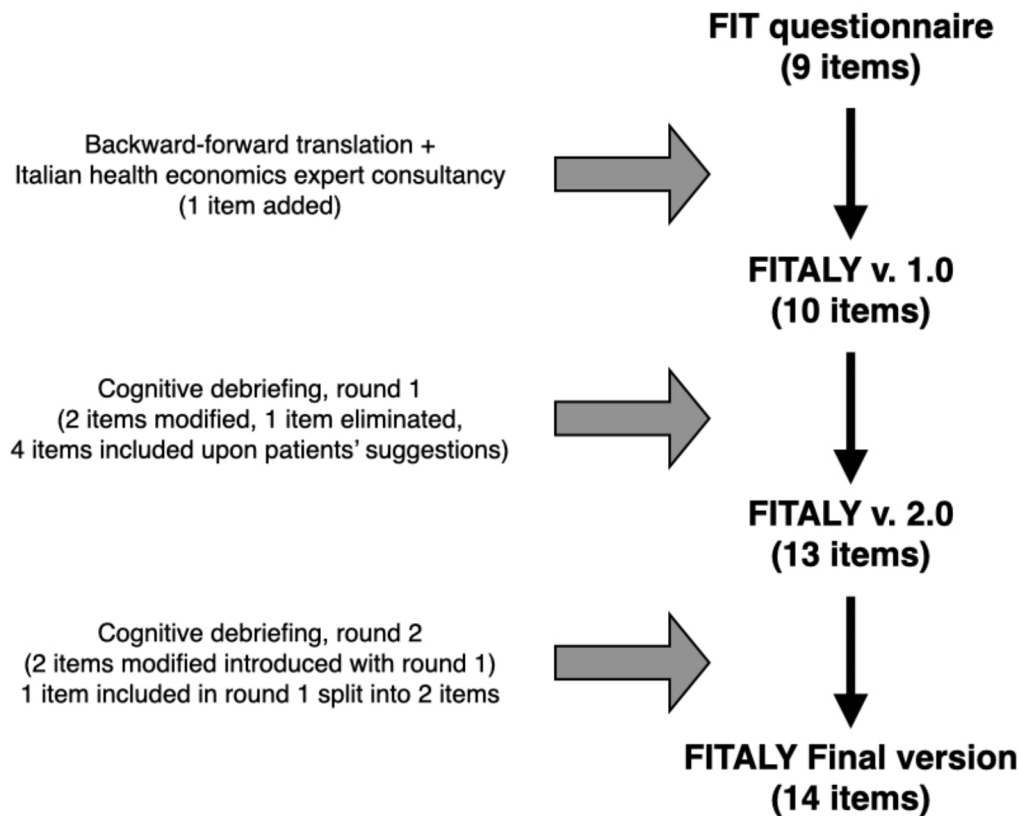 FIT questionnaire
(9 items)
Backward-forward translation +
Italian health economics expert consultancy
(1 item added)
FITALY v. 1.0
(10 items)
Cognitive debriefing, round 1
(2 items modified, 1 item eliminated,
4 items included upon patients’ suggestions)
FITALY v. 2.0
(13 items)
Cognitive debriefing, round 2
(2 items modified introduced with round 1)
1 item included in round 1 split into 2 items
FITALY Final version
(14 items)